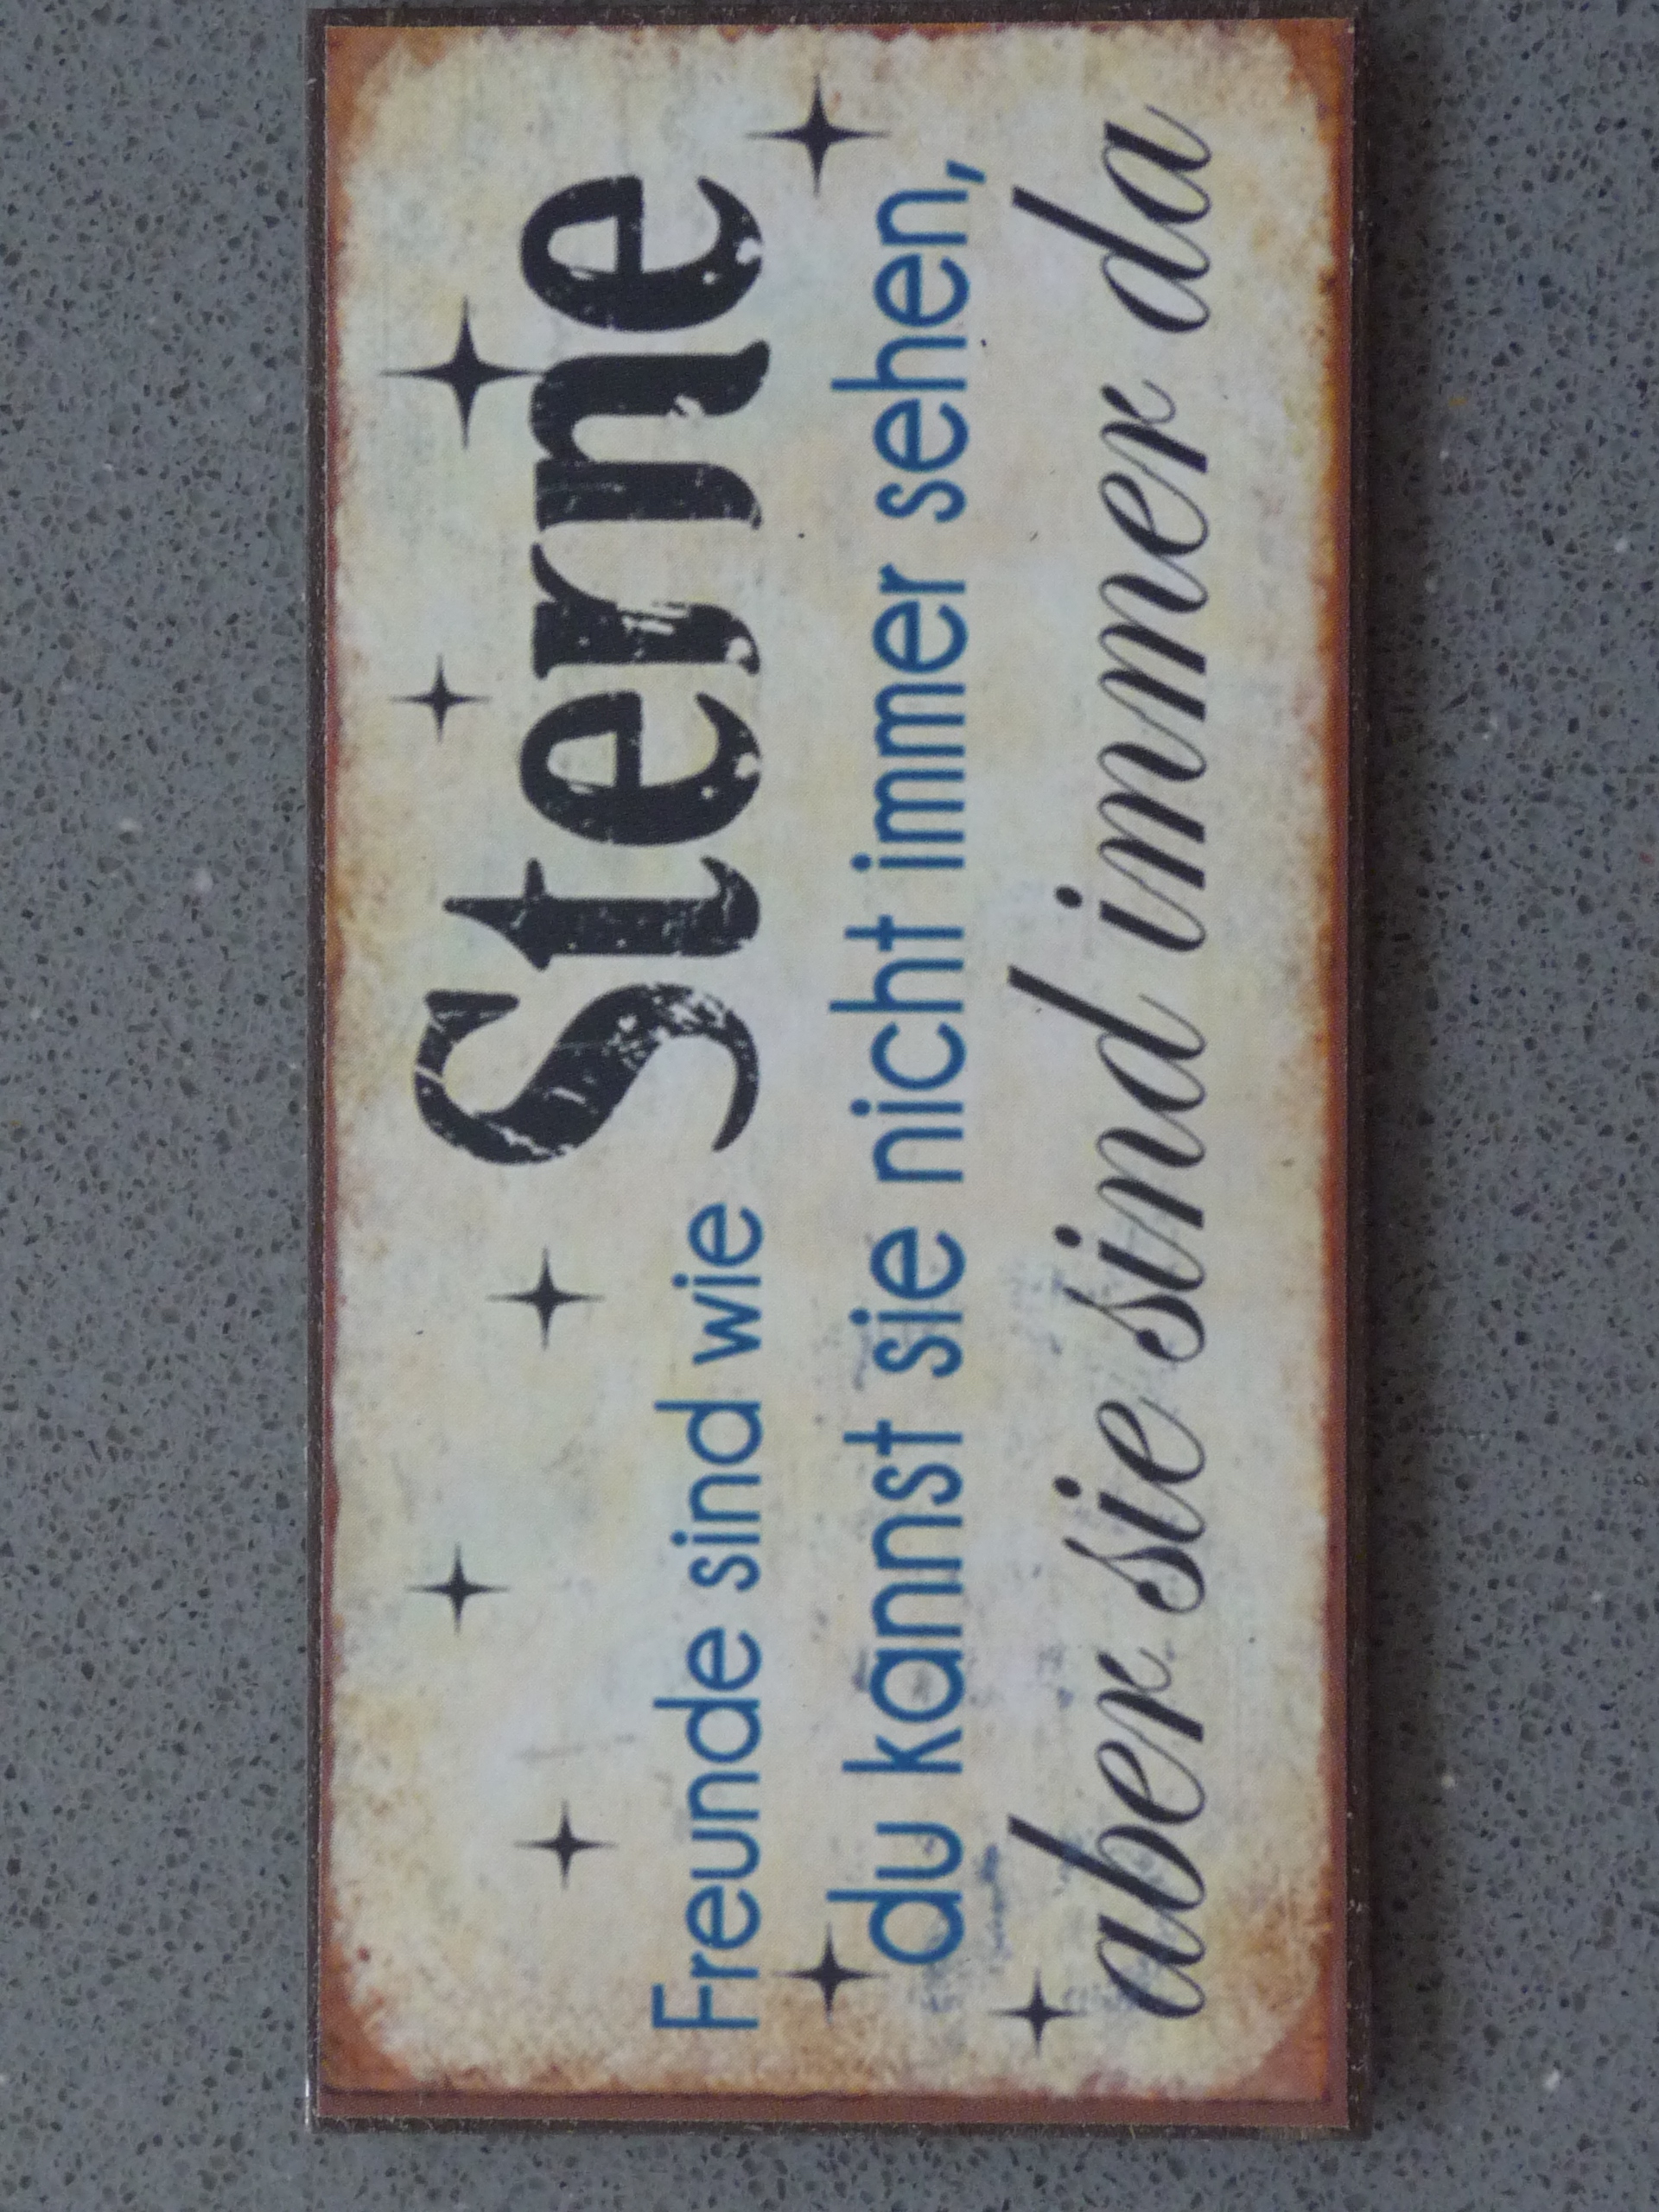 Freunde sind wie Sterne
du kannst sie nicht immer sehen,
aber sie sind immer da